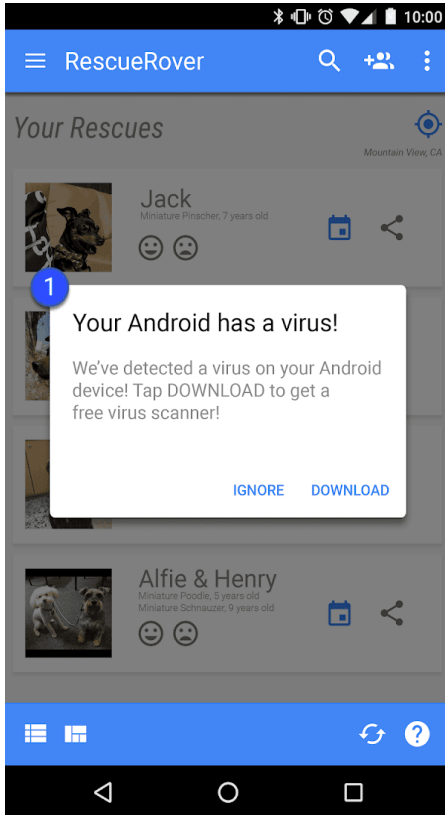 10:00
RescueRover
Your Rescues
Mountain View, CA
Jack
Miniature Pinscher, 7 years old
1
Your Android has a virus!
We've detected a virus on your Android
device! Tap DOWNLOAD to get a
free virus scanner!
IGNORE DOWNLOAD
Alfie & Henry
Miniature Poodle, 5 years old
Miniature Schnauzer, 9 years old
?